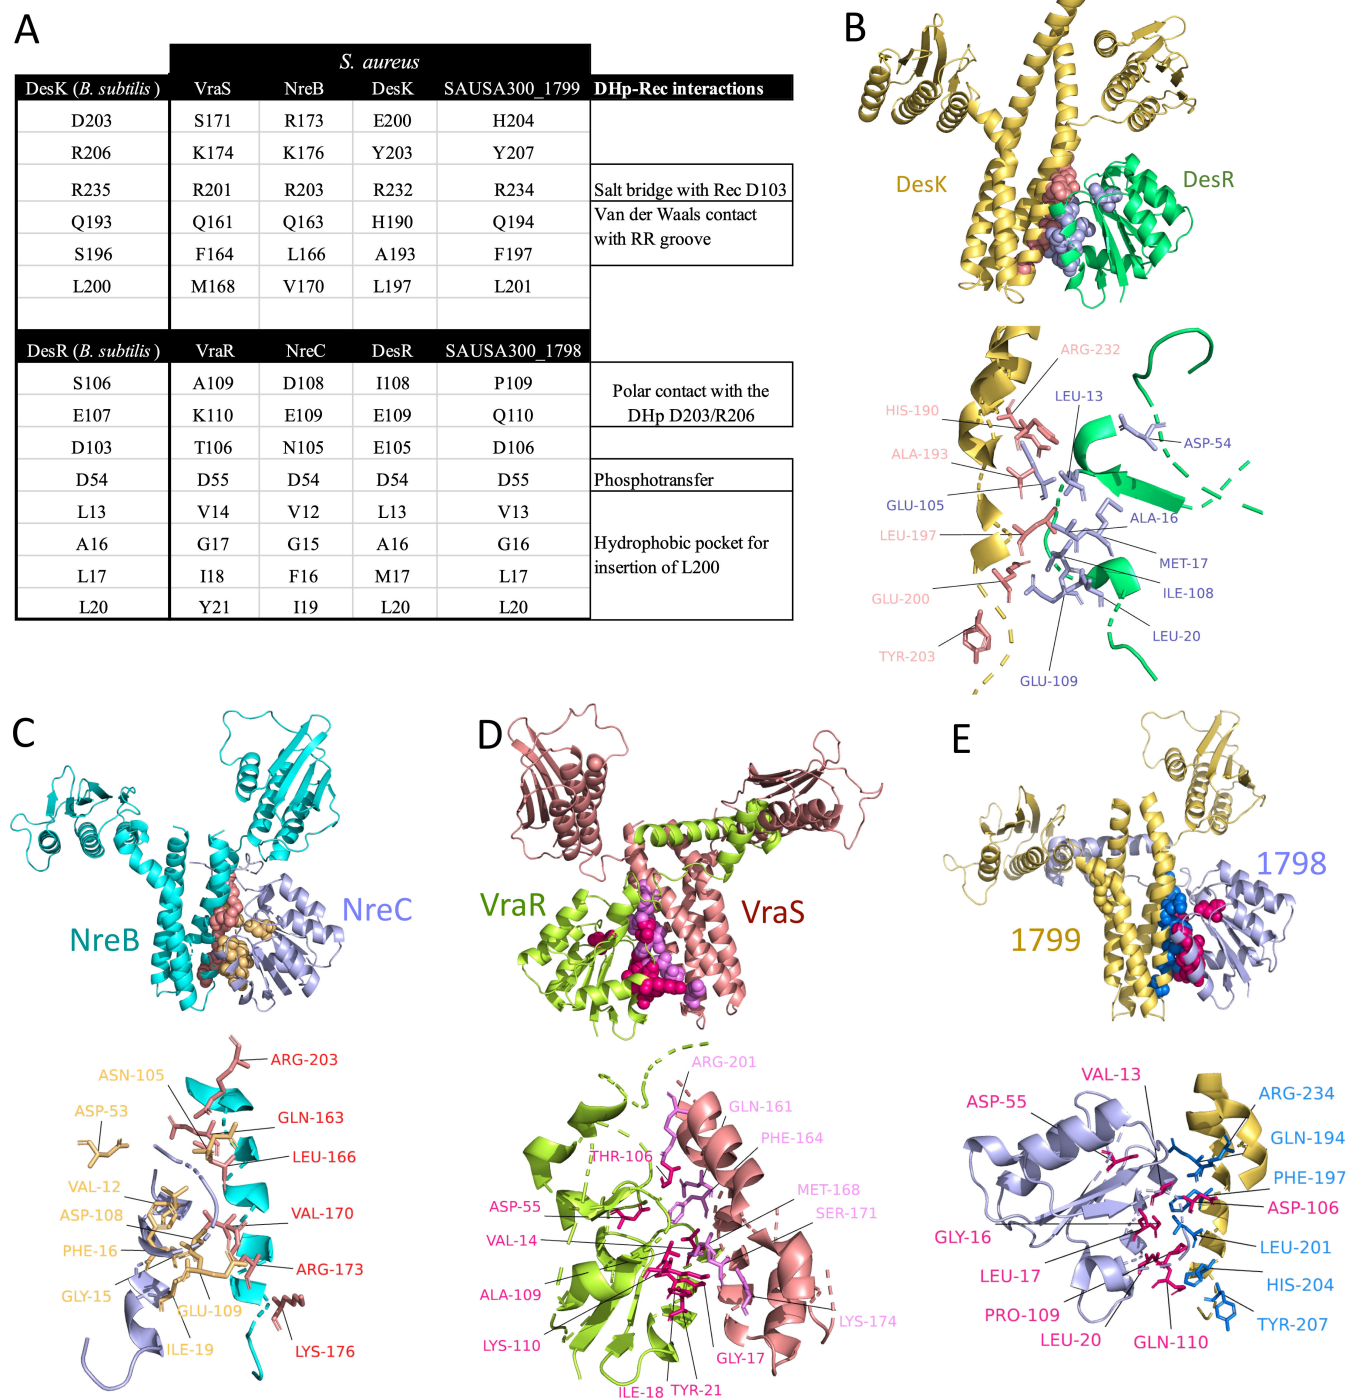 A
S. aureus
DesK (B. subtilis) VraS NreB DesK SAUSA300_1799 DHp-Rec interactions
D203 S171 R173 E200 H204
R206 K174 K176 Y203 Y207
R235 R201 R203 R232 R234 Salt bridge with Rec D103
Q193 Q161 Q163 H190 Q194 Van der Waals contact
with RR groove
S196 F164 L166 A193 F197
L200 M168 V170 L197 L201
DesR (B. subtilis) VraR NreC DesR SAUSA300_1798
S106 A109 D108 I108 P109 Polar contact with the
E107 K110 E109 E109 Q110 DHp D203/R206
D103 T106 N105 E105 D106
D54 D55 D54 D54 D55 Phosphotransfer
L13 V14 V12 L13 V13
A16 G17 G15 A16 G16 Hydrophobic pocket for
insertion of L200
L17 I18 F16 M17 L17
L20 Y21 I19 L20 L20
B
DesK
DesR
ARG-232
LEU-13
HIS-190
ASP-54
ALA-193
GLU-105
ALA-16
LEU-197
MET-17
ILE-108
GLU-200
LEU-20
TYR-203
GLU-109
C
NreC
NreB
ARG-203
ASN-105
ASP-53
GLN-163
LEU-166
VAL-12
ASP-108
VAL-170
PHE-16
ARG-173
GLY-15
GLU-109
ILE-19
LYS-176
D
VraR
VraS
ARG-201
GLN-161
PHE-164
THR-106
MET-168
ASP-55
SER-171
VAL-14
ALA-109
LYS-174
LYS-110
GLY-17
ILE-18
TYR-21
E
1798
1799
VAL-13
ASP-55
ARG-234
GLN-194
PHE-197
ASP-106
GLY-16
LEU-201
LEU-17
HIS-204
PRO-109
TYR-207
LEU-20
GLN-110